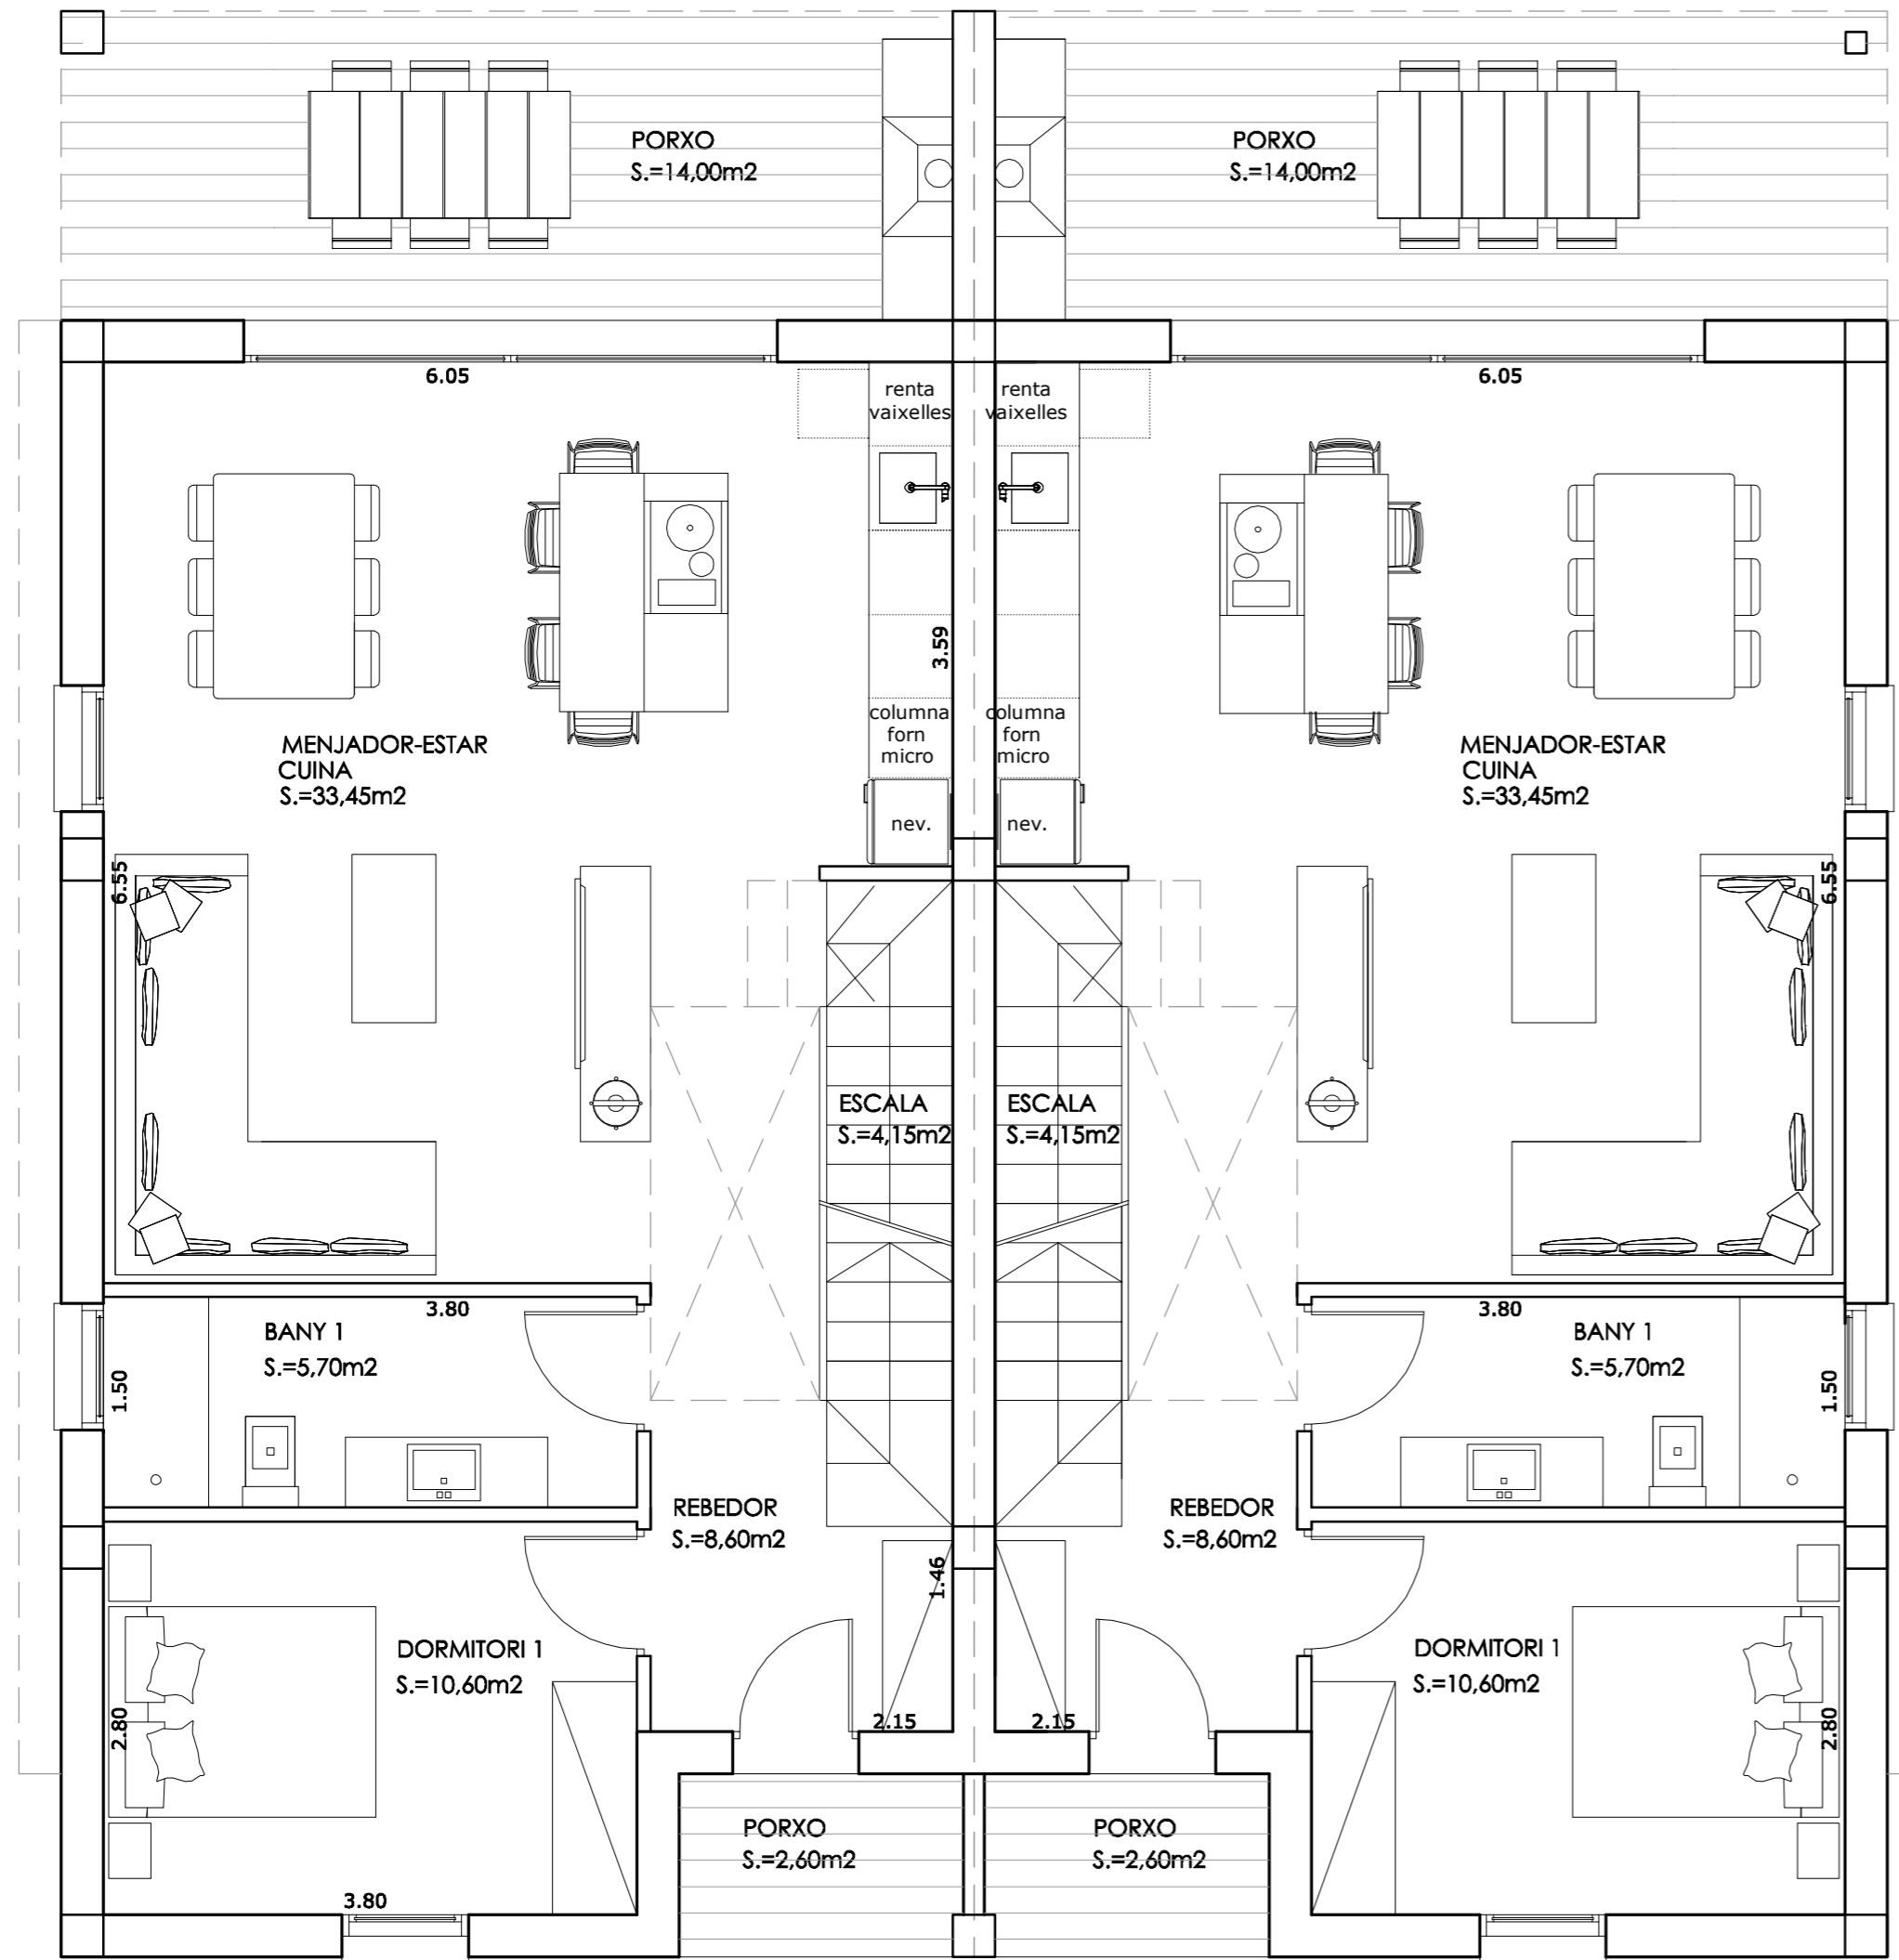 PORXO
S.=14,00m2
PORXO
S.=14,00m2
6.05
6.05
renta
vaixelles
renta
vaixelles
3.59
columna
forn
micro
columna
forn
micro
MENJADOR-ESTAR
CUINA
S.=33,45m2
MENJADOR-ESTAR
CUINA
S.=33,45m2
nev.
nev.
6.55
6.55
ESCALA
S.=4,15m2
ESCALA
S.=4,15m2
3.80
3.80
BANY 1
S.=5,70m2
BANY 1
S.=5,70m2
1.50
1.50
REBEDOR
S.=8,60m2
REBEDOR
S.=8,60m2
1.46
DORMITORI 1
S.=10,60m2
DORMITORI 1
S.=10,60m2
2.80
2.15
2.15
2.80
PORXO
S.=2,60m2
PORXO
S.=2,60m2
3.80